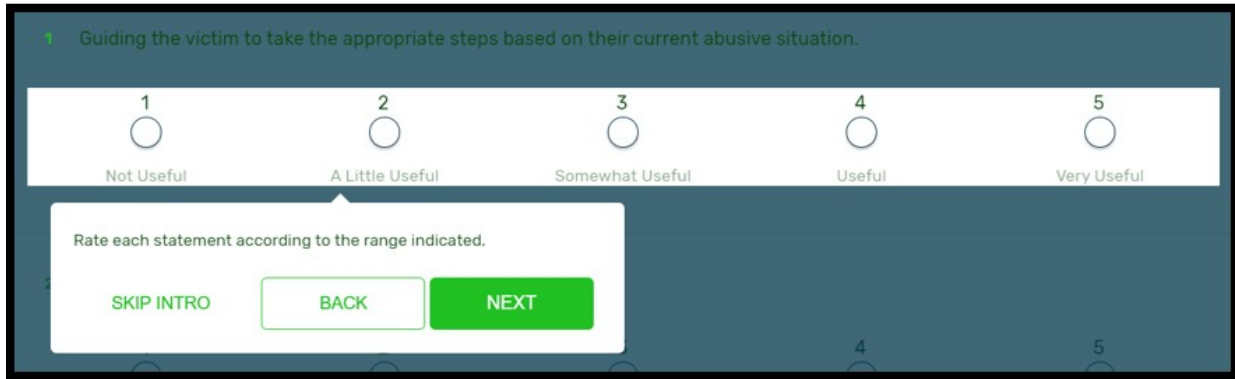 1 Guiding the victim to take the appropriate steps based on their current abusive situation.
1 2 3 4 5
Not Useful A Little Useful Somewhat Useful Useful Very Useful
Rate each statement according to the range indicated.
SKIP INTRO BACK NEXT
4 5